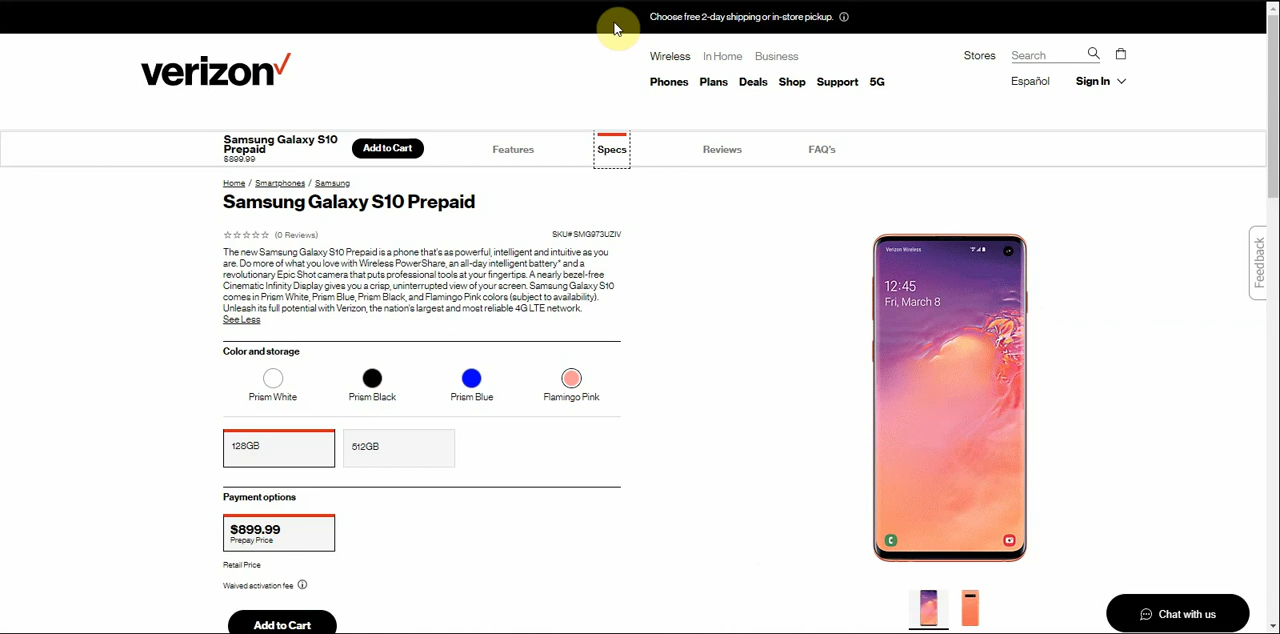 Choose free 2-day shipping or in-store pickup.
verizon
Wireless In Home Business
Stores Search
Phones Plans Deals Shop Support 5G
Español Sign In
Samsung Galaxy S10
Prepaid
$899.99
Add to Cart
Features
Specs
Reviews
FAQ's
Home / Smartphones / Samsung
Samsung Galaxy S10 Prepaid
(0 Reviews)
SKU# SMG973UZIV
The new Samsung Galaxy S10 Prepaid is a phone that's as powerful, intelligent and intuitive as you
are. Do more of what you love with Wireless PowerShare, an all-day intelligent battery* and a
revolutionary Epic Shot camera that puts professional tools at your fingertips. A nearly bezel-free
Cinematic Infinity Display gives you a crisp, uninterrupted view of your screen. Samsung Galaxy S10
comes in Prism White, Prism Blue, Prism Black, and Flamingo Pink colors (subject to availability).
Unleash its full potential with Verizon, the nation's largest and most reliable 4G LTE network.
See Less
Color and storage
Prism White Prism Black Prism Blue Flamingo Pink
128GB 512GB
Payment options
$899.99
Prepay Price
Retail Price
Waived activation fee
Add to Cart
Verizon Wireless
12:45
Fri, March 8
Feedback
Chat with us